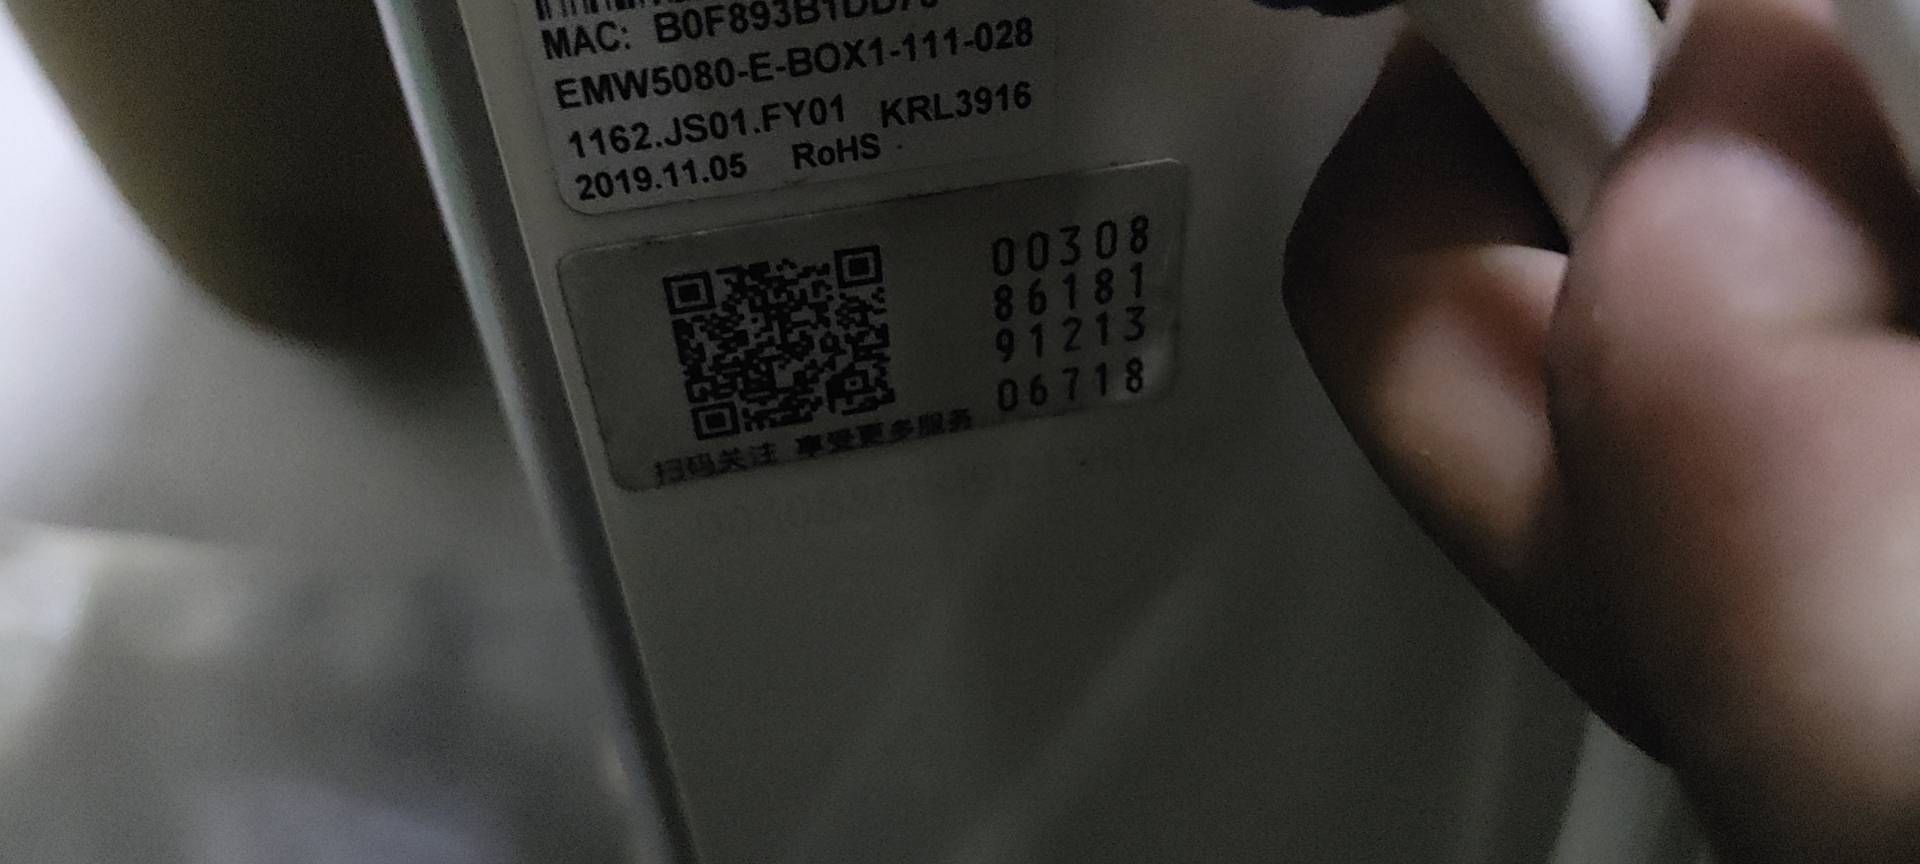 MAC: B0F893B1DD
EMW5080-E-BOX1-111-028
1162.JS01.FY01 KRL3916
2019.11.05 RoHS
00308
86181
91213
06718
扫码关注 享受更多服务